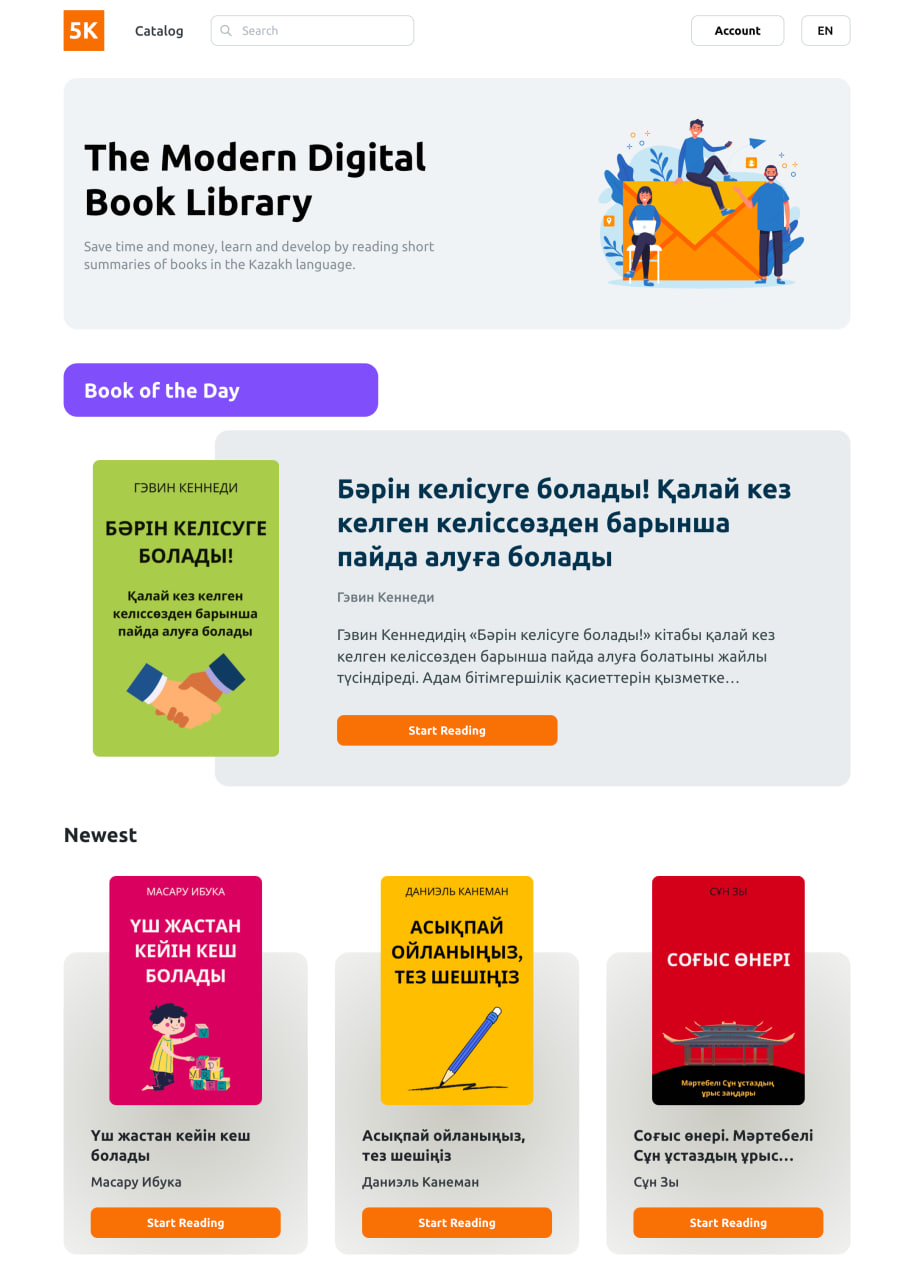 5K
Catalog
Search
Account
EN
The Modern Digital
Book Library
Save time and money, learn and develop by reading short
summaries of books in the Kazakh language.
Book of the Day
ГЭВИН КЕННЕДИ
БӘРІН КЕЛІСУГЕ
БОЛАДЫ!
Қалай кез келген
келіссөзден барынша
пайда алуға болады
Бәрін келісуге болады! Қалай кез
келген келіссөзден барынша
пайда алуға болады
Гэвин Кеннеди
Гэвин Кеннедидің «Бәрін келісуге болады!» кітабы қалай кез
келген келіссөзден барынша пайда алуға болатыны жайлы
түсіндіреді. Адам бітімгершілік қасиеттерін қызметке…
Start Reading
Newest
МАСАРУ ИБУКА
ҮШ ЖАСТАН
КЕЙІН КЕШ
БОЛАДЫ
Үш жастан кейін кеш
болады
Масару Ибука
Start Reading
ДАНИЭЛЬ КАНЕМАН
АСЫҚПАЙ
ОЙЛАНЫҢЫЗ,
ТЕЗ ШЕШІҢІЗ
Асықпай ойланыңыз,
тез шешіңіз
Даниэль Канеман
Start Reading
СҰН ЗЫ
СОҒЫС ӨНЕРІ
Мәртебелі Сұн ұстаздың
ұрыс заңдары
Соғыс өнері. Мәртебелі
Сұн ұстаздың ұрыс…
Сұн Зы
Start Reading